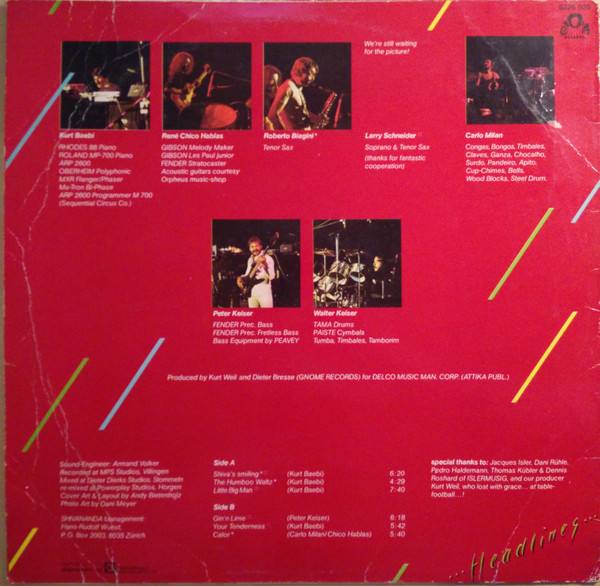 6326 930
We're still waiting
for the picture!
Kurt Baebi
RHODES 88 Piano
ROLAND MP-700 Piano
ARP 2600
OBERHEIM Polyphonic
MXR Flanger/Phaser
Mu-Tron Bi-Phase
ARP 2600 Programmer M 700
(Sequential Circus Co.)
René Chico Hablas
GIBSON Melody Maker
GIBSON Les Paul junior
FENDER Stratocaster
Acoustic guitars courtesy
Orpheus music-shop
Roberto Biagini*
Tenor Sax
Larry Schneider
Soprano & Tenor Sax
(thanks for fantastic
cooperation)
Carlo Milan
Congas, Bongos, Timbales,
Claves, Ganza, Chocalho,
Surdo, Pandeiro, Apito,
Cup-Chimes, Bells,
Wood Blocks, Steel Drum.
Peter Keiser
FENDER Prec. Bass
FENDER Prec. Fretless Bass
Bass Equipment by PEAVEY
Walter Keiser
TAMA Drums
PAISTE Cymbals
Tumba, Timbales, Tamborim
Produced by Kurt Weil and Dieter Bresse (GNOME RECORDS) for DELCO MUSIC MAN. CORP. (ATTIKA PUBL.)
Sound-Engineer: Armand Volker
Recorded at MPS Studios, Villingen
Mixed at Dieter Dierks Studios, Stommeln
re-mixed at Powerplay Studios, Horgen
Cover Art & Layout by Andy Bietenholz
Photo Art by Dani Meyer
SHIVANANDA Management:
Hans-Rudolf Wüest,
P.O. Box 2003, 8035 Zürich
Side A
Shiva's smiling* (Kurt Baebi) 6:20
The Humboo Waltz* (Kurt Baebi) 4:29
Little Big Man (Kurt Baebi) 7:40
Side B
Gin'n Lime (Peter Keiser) 6:18
Your Tenderness (Kurt Baebi) 5:42
Calor* (Carlo Milan/Chico Hablas) 5:40
special thanks to: Jacques Isler, Dani Rühle,
Pedro Haldemann, Thomas Kübler & Dennis
Roshard of ISLERMUSIG, and our producer
Kurt Weil, who lost with grace... at table-
football...!
...Headlines...